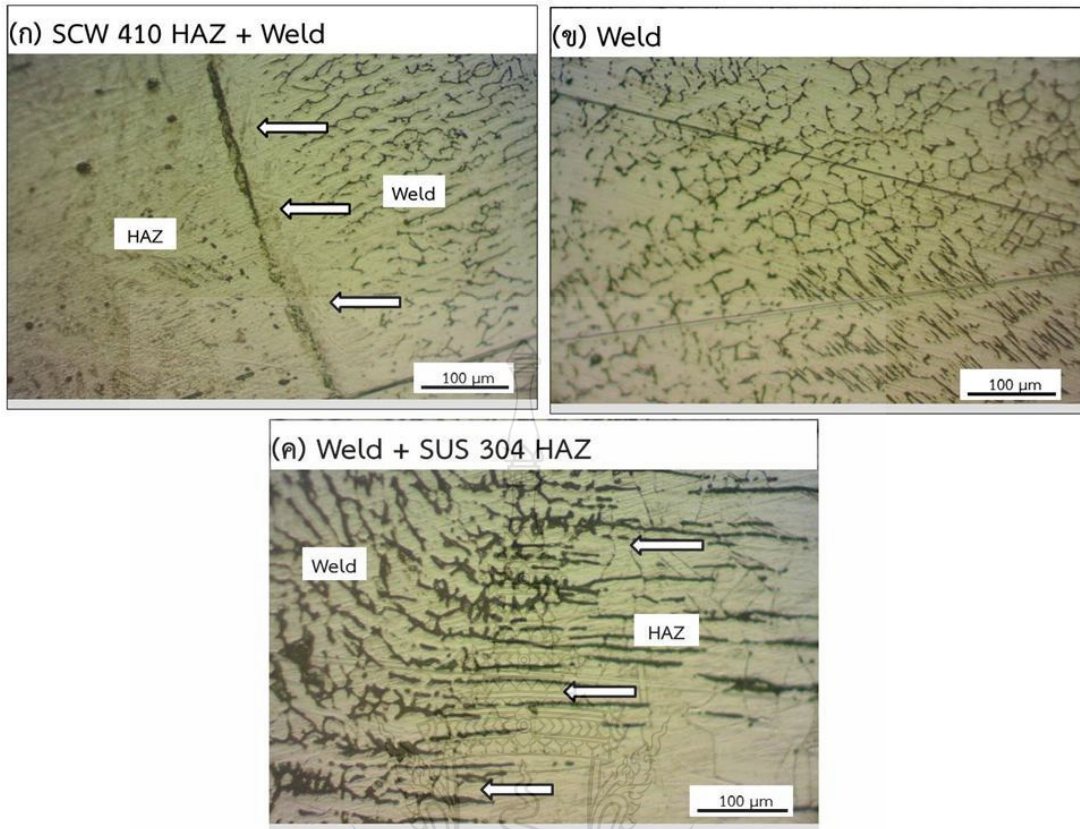 (ก) SCW 410 HAZ + Weld
HAZ
Weld
100 µm
(ข) Weld
100 µm
(ค) Weld + SUS 304 HAZ
Weld
HAZ
100 µm